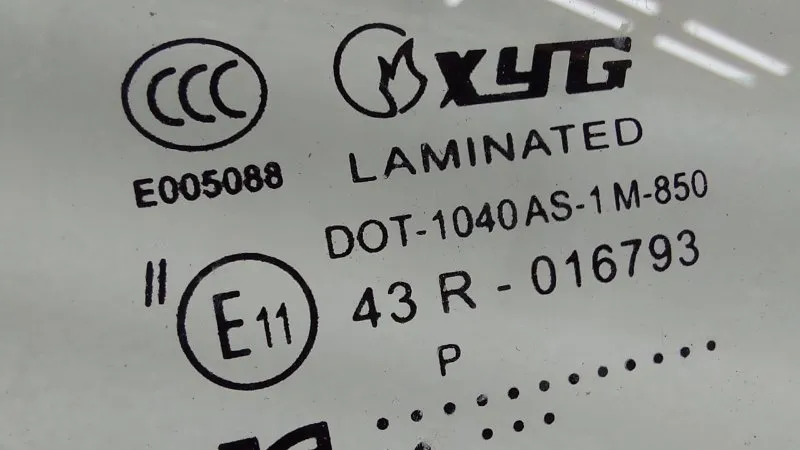 CCC
XYG
E005088
LAMINATED
DOT-1040 AS-1 M-850
II
E11
43 R - 016793
P